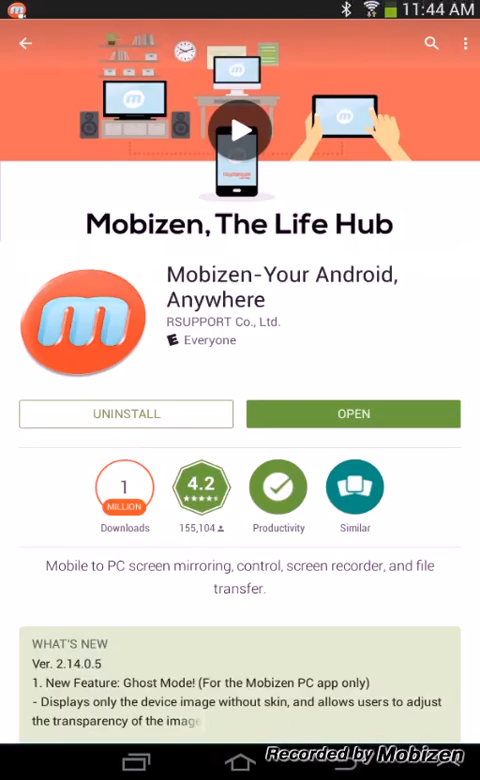 11:44 AM
Mobizen, The Life Hub
Mobizen-Your Android,
Anywhere
RSUPPORT Co., Ltd.
E Everyone
UNINSTALL
OPEN
1
MILLION
Downloads
4.2
155,104
Productivity
Similar
Mobile to PC screen mirroring, control, screen recorder, and file
transfer.
WHAT'S NEW
Ver. 2.14.0.5
1. New Feature: Ghost Mode! (For the Mobizen PC app only)
- Displays only the device image without skin, and allows users to adjust
the transparency of the image
Recorded by Mobizen